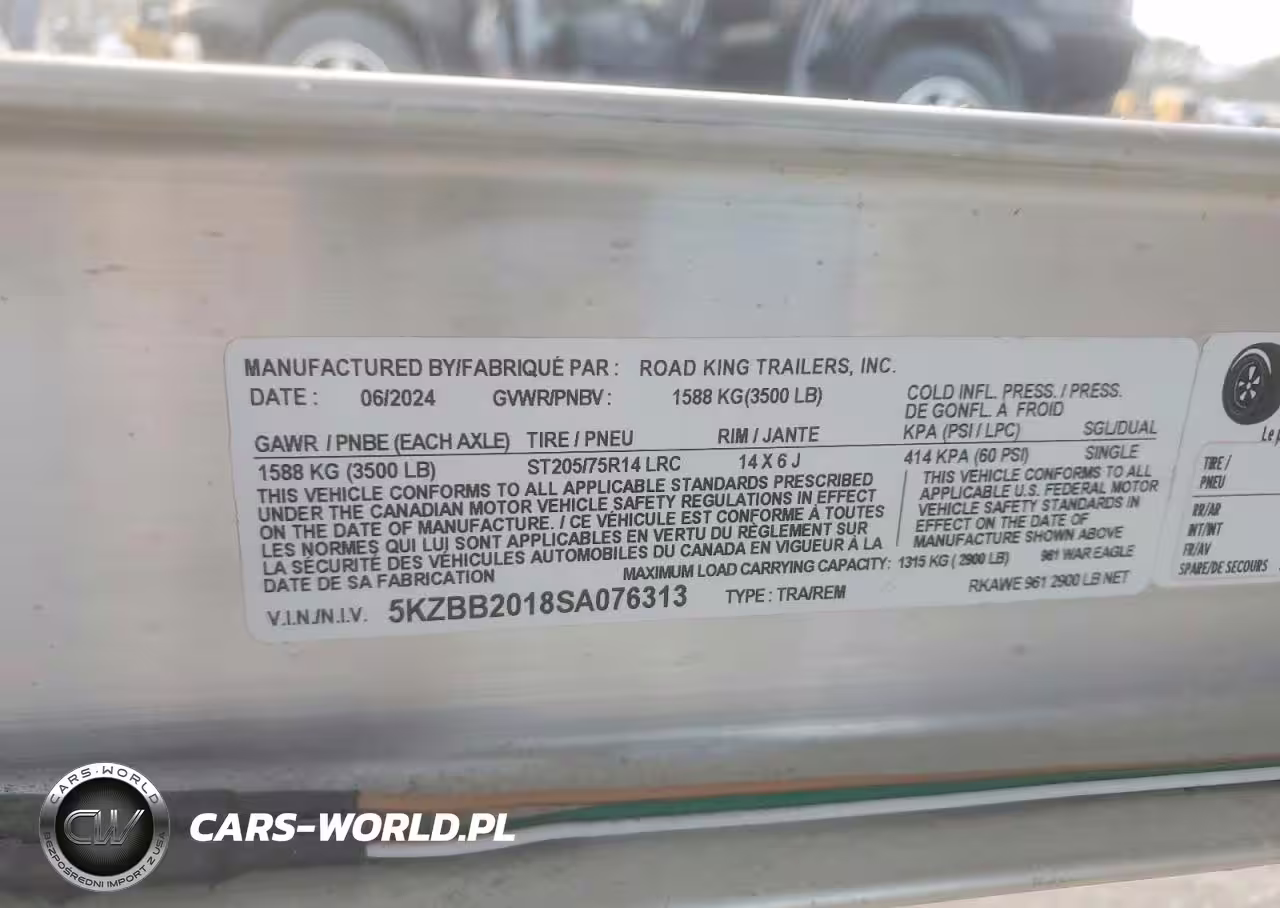 MANUFACTURED BY/FABRIQUÉ PAR : ROAD KING TRAILERS, INC.
DATE : 06/2024 GVWR/PNBV : 1588 KG(3500 LB)
COLD INFL. PRESS. / PRESS.
DE GONFL. A FROID
GAWR / PNBE (EACH AXLE) TIRE / PNEU RIM / JANTE KPA (PSI / LPC) SGL/DUAL
1588 KG (3500 LB) ST205/75R14 LRC 14 X 6 J 414 KPA (60 PSI) SINGLE
THIS VEHICLE CONFORMS TO ALL APPLICABLE STANDARDS PRESCRIBED
UNDER THE CANADIAN MOTOR VEHICLE SAFETY REGULATIONS IN EFFECT
ON THE DATE OF MANUFACTURE. / CE VÉHICULE EST CONFORME À TOUTES
LES NORMES QUI LUI SONT APPLICABLES EN VERTU DU RÈGLEMENT SUR
LA SÉCURITÉ DES VÉHICULES AUTOMOBILES DU CANADA EN VIGUEUR À LA
DATE DE SA FABRICATION
THIS VEHICLE CONFORMS TO ALL
APPLICABLE U.S. FEDERAL MOTOR
VEHICLE SAFETY STANDARDS IN
EFFECT ON THE DATE OF
MANUFACTURE SHOWN ABOVE
MAXIMUM LOAD CARRYING CAPACITY: 1315 KG ( 2900 LB) 961 WAR EAGLE
V.I.N./N.I.V. 5KZBB2018SA076313 TYPE : TRA/REM RKAWE 961 2900 LB NET
Le
TIRE /
PNEU
RR/AR
INT/INT
FR/AV
SPARE/DE SECOURS
CARS-WORLD
CW
BEZPOŚREDNI IMPORT Z USA
CARS-WORLD.PL